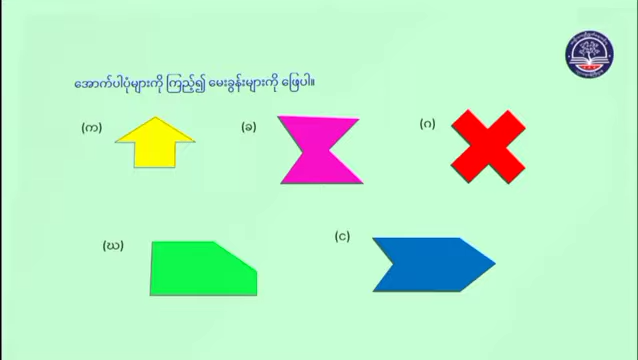 အောက်ပါပုံများကို ကြည့်၍ မေးခွန်းများကို ဖြေပါ။
(က)
(ခ)
(ဂ)
(ဃ)
(င)